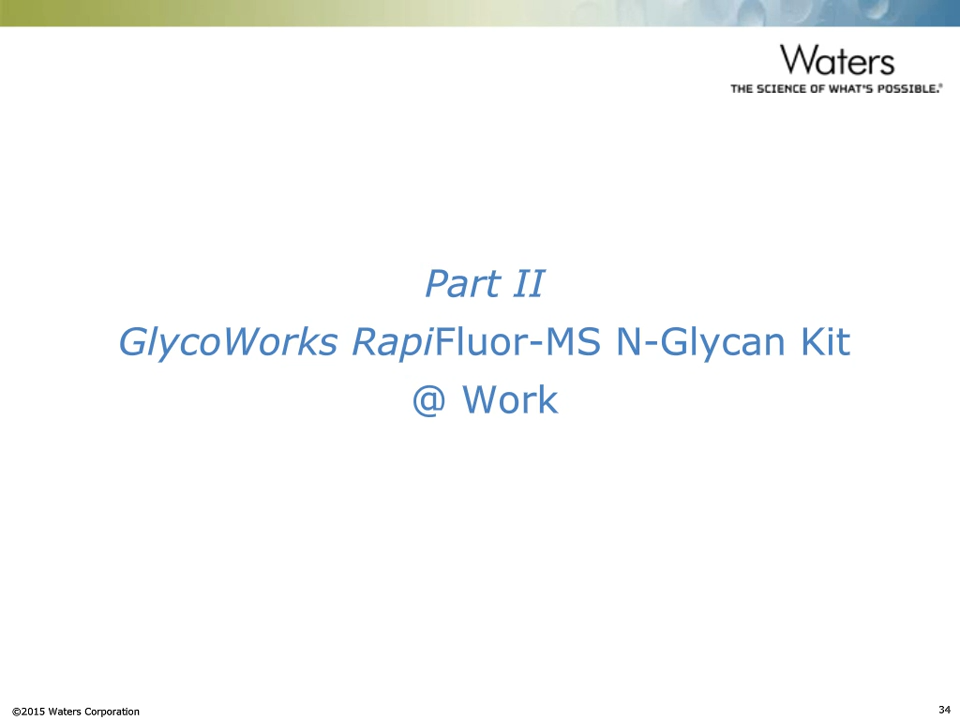 Waters
THE SCIENCE OF WHAT'S POSSIBLE.®
Part II
GlycoWorks RapiFluor-MS N-Glycan Kit
@ Work
©2015 Waters Corporation
34